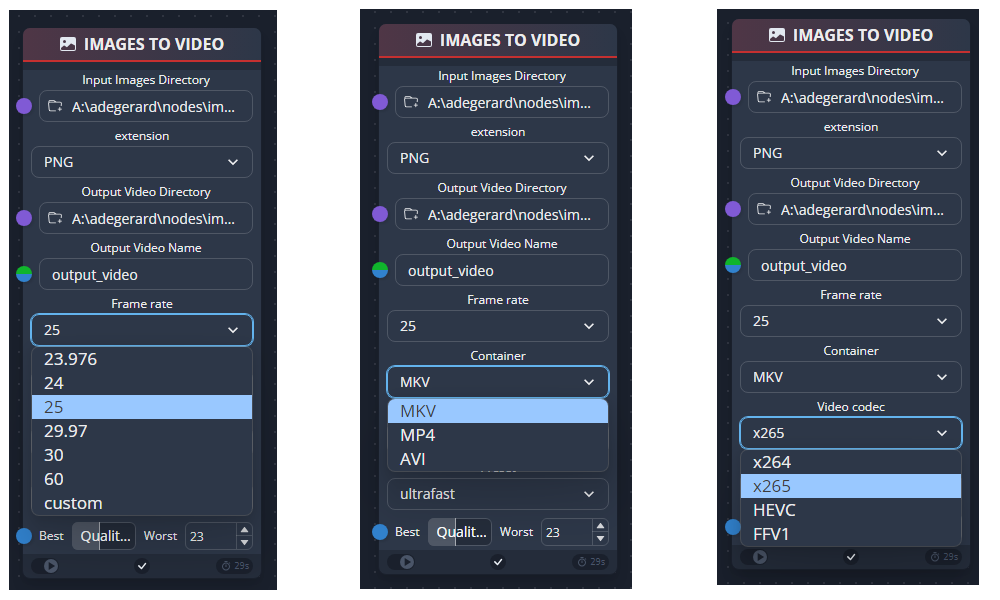 IMAGES TO VIDEO
Input Images Directory
A:\adegerard\nodes\im...
extension
PNG
Output Video Directory
A:\adegerard\nodes\im...
Output Video Name
output_video
Frame rate
25
23.976
24
25
29.97
30
60
custom
Best Qualit... Worst 23
29s
IMAGES TO VIDEO
Input Images Directory
A:\adegerard\nodes\im...
extension
PNG
Output Video Directory
A:\adegerard\nodes\im...
Output Video Name
output_video
Frame rate
25
Container
MKV
MKV
MP4
AVI
ultrafast
Best Qualit... Worst 23
29s
IMAGES TO VIDEO
Input Images Directory
A:\adegerard\nodes\im...
extension
PNG
Output Video Directory
A:\adegerard\nodes\im...
Output Video Name
output_video
Frame rate
25
Container
MKV
Video codec
x265
x264
x265
HEVC
FFV1
29s